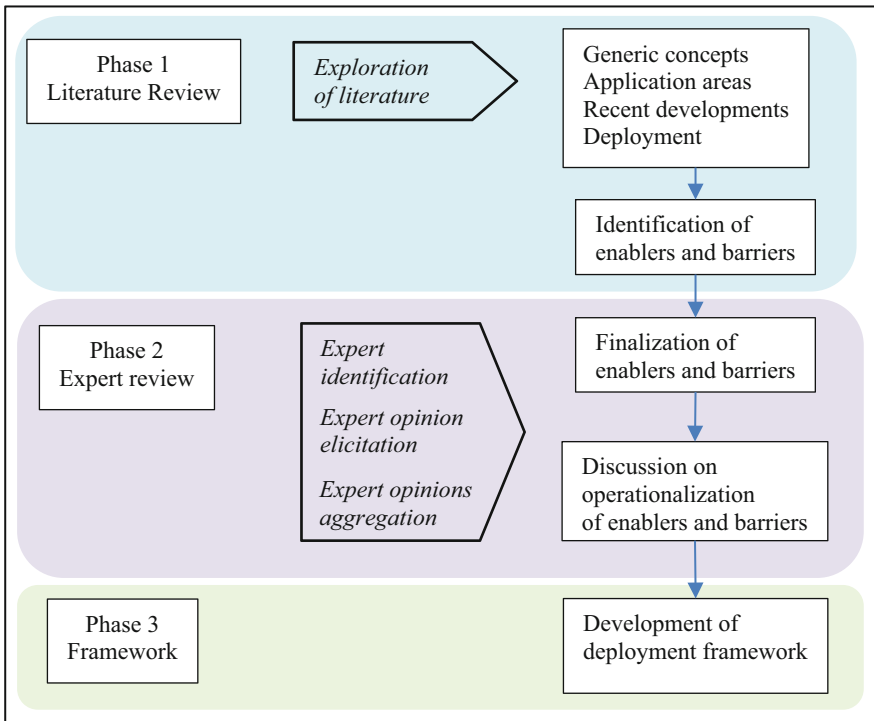 Phase 1
Literature Review
Exploration
of literature
Generic concepts
Application areas
Recent developments
Deployment
Identification of
enablers and barriers
Phase 2
Expert review
Expert
identification
Expert opinion
elicitation
Expert opinions
aggregation
Finalization of
enablers and barriers
Discussion on
operationalization
of enablers and barriers
Phase 3
Framework
Development of
deployment framework